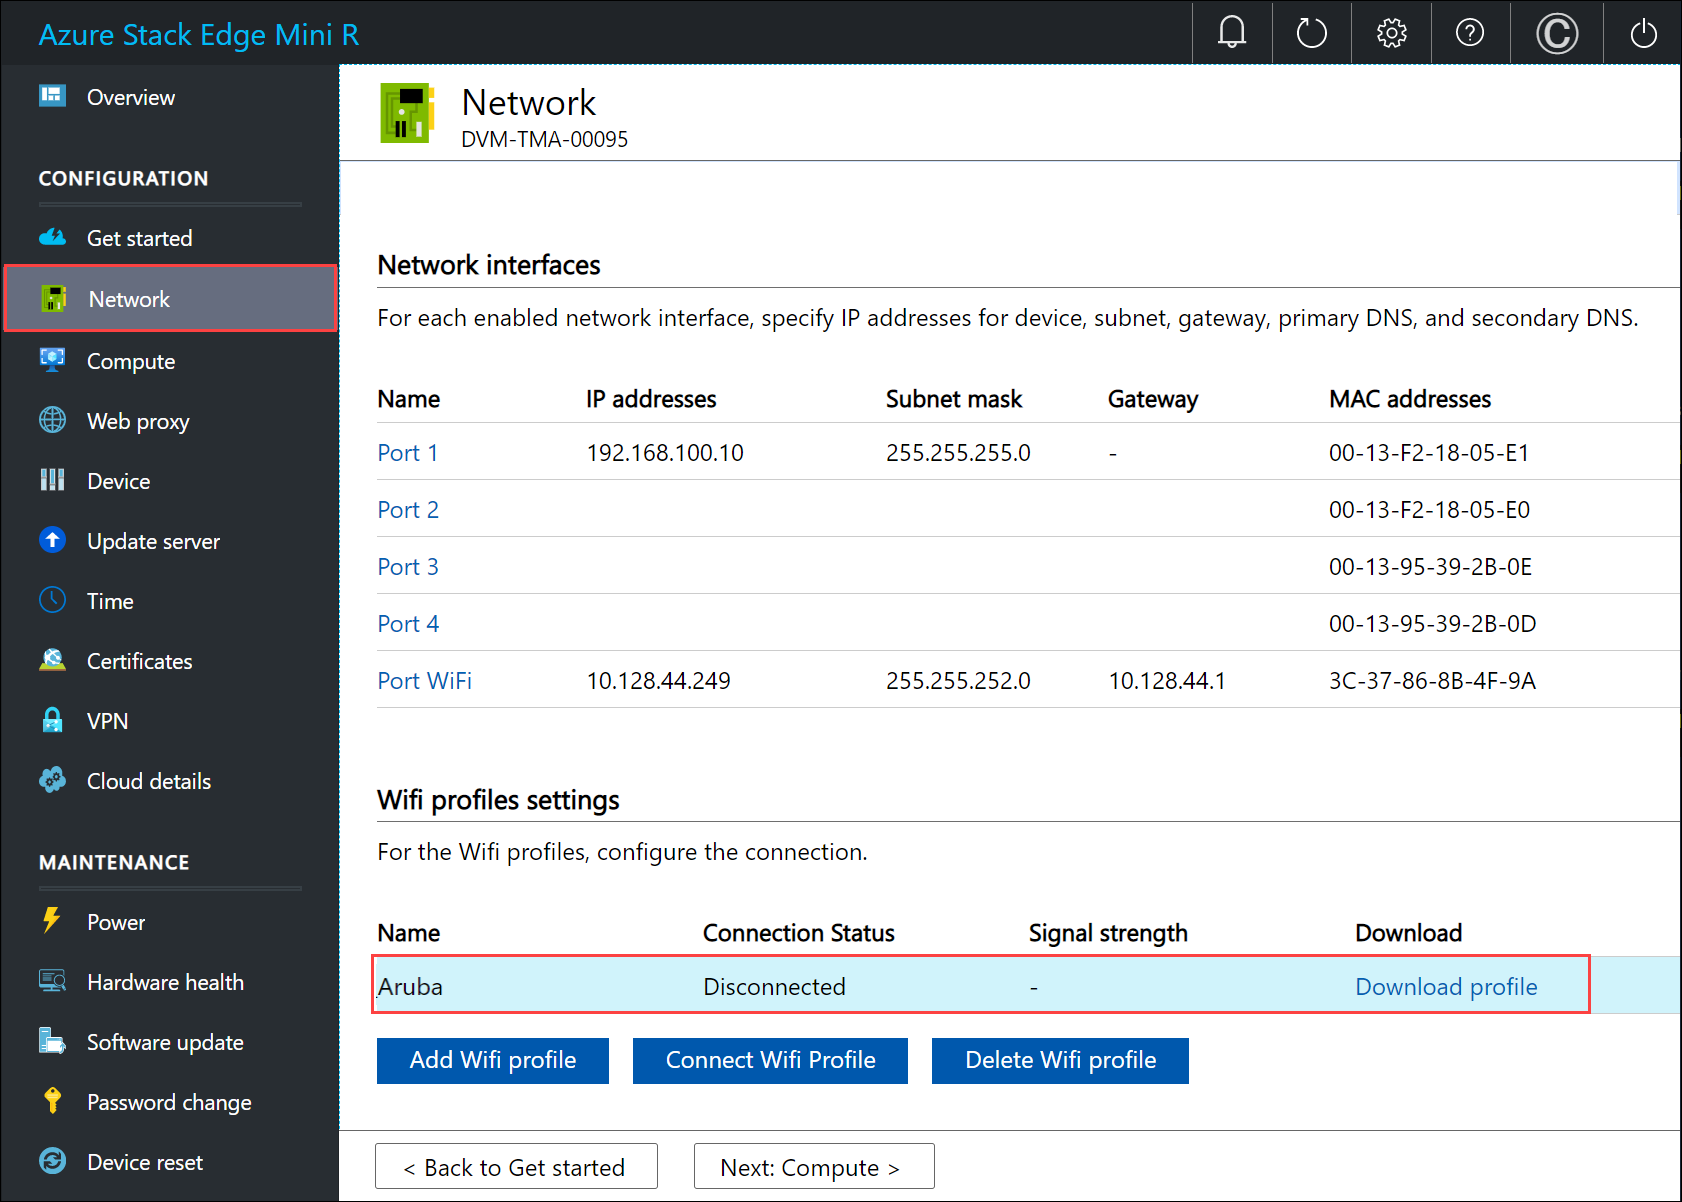 Azure Stack Edge Mini R
Overview
CONFIGURATION
Get started
Network
Compute
Web proxy
Device
Update server
Time
Certificates
VPN
Cloud details
MAINTENANCE
Power
Hardware health
Software update
Password change
Device reset
Network
DVM-TMA-00095
Network interfaces
For each enabled network interface, specify IP addresses for device, subnet, gateway, primary DNS, and secondary DNS.
Name IP addresses Subnet mask Gateway MAC addresses
Port 1 192.168.100.10 255.255.255.0 - 00-13-F2-18-05-E1
Port 2 00-13-F2-18-05-E0
Port 3 00-13-95-39-2B-0E
Port 4 00-13-95-39-2B-0D
Port WiFi 10.128.44.249 255.255.252.0 10.128.44.1 3C-37-86-8B-4F-9A
Wifi profiles settings
For the Wifi profiles, configure the connection.
Name Connection Status Signal strength Download
Aruba Disconnected - Download profile
Add Wifi profile Connect Wifi Profile Delete Wifi profile
< Back to Get started Next: Compute >